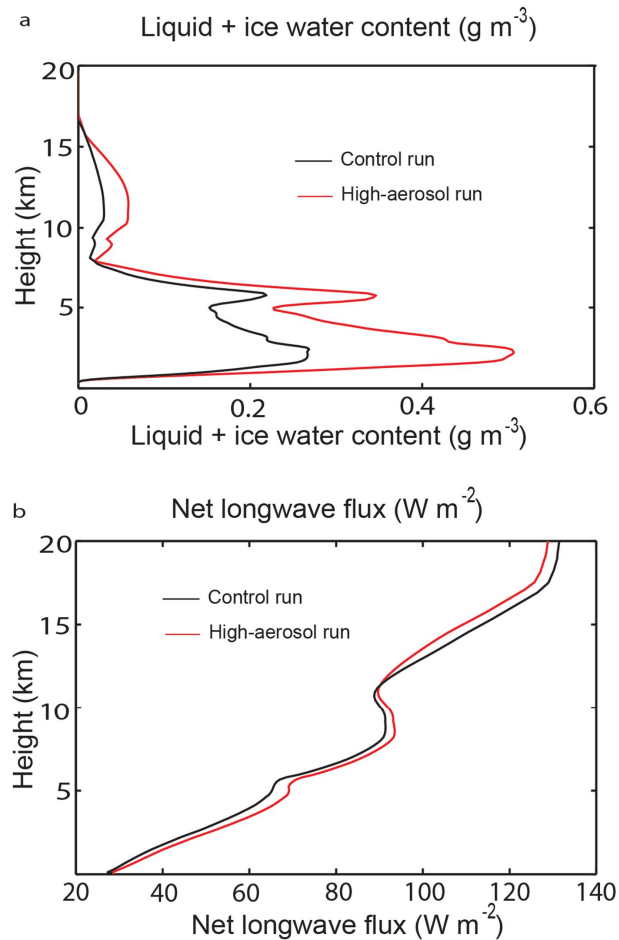 a
Liquid + ice water content (g m-3)
20
15
10
5
Height (km)
Control run
High-aerosol run
0 0.2 0.4 0.6
Liquid + ice water content (g m-3)
b
Net longwave flux (W m-2)
20
15
10
5
Height (km)
Control run
High-aerosol run
20 40 60 80 100 120 140
Net longwave flux (W m-2)